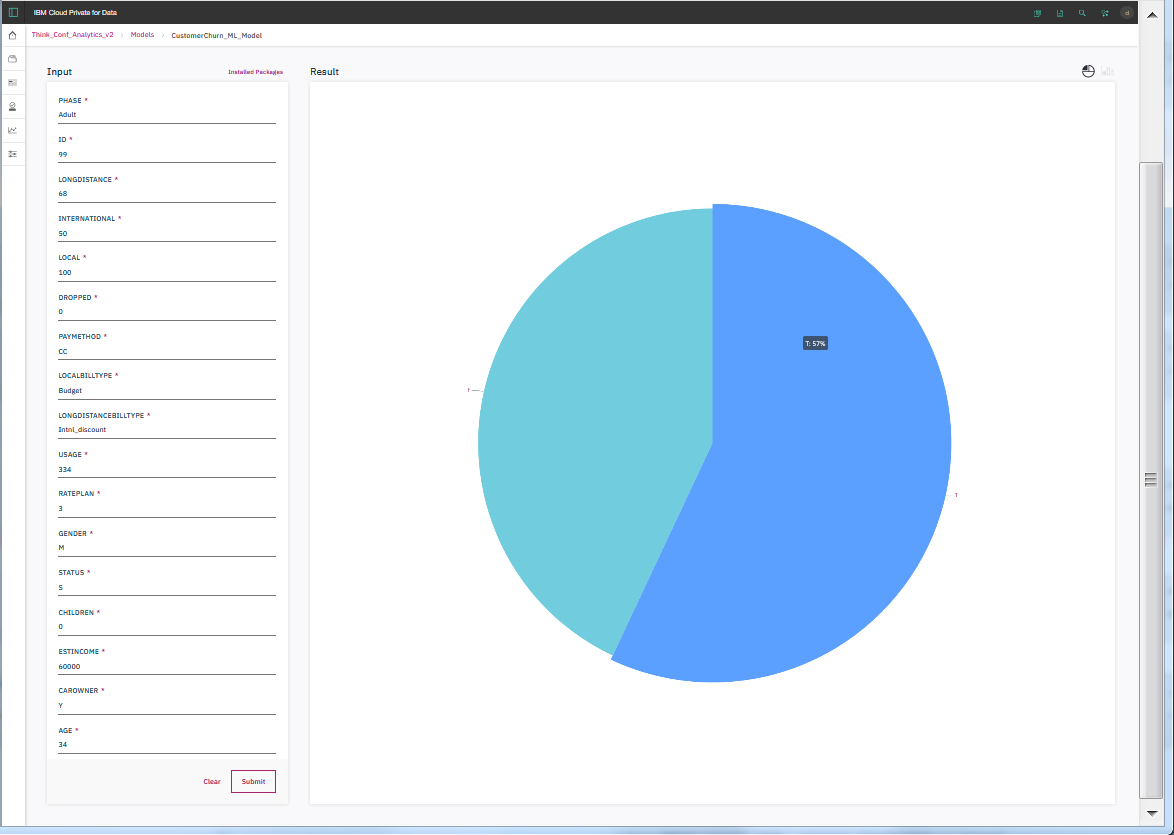 IBM Cloud Private for Data
d
Think_Conf_Analytics_v2 Models CustomerChurn_ML_Model
Input Installed Packages Result
PHASE *
Adult
ID *
99
LONGDISTANCE *
68
INTERNATIONAL *
50
LOCAL *
100
DROPPED *
0
PAYMETHOD *
CC
LOCALBILLTYPE *
Budget
LONGDISTANCEBILLTYPE *
Intnl_discount
USAGE *
334
RATEPLAN *
3
GENDER *
M
STATUS *
S
CHILDREN *
0
ESTINCOME *
60000
CAROWNER *
Y
AGE *
34
Clear Submit
T: 57%
F
T